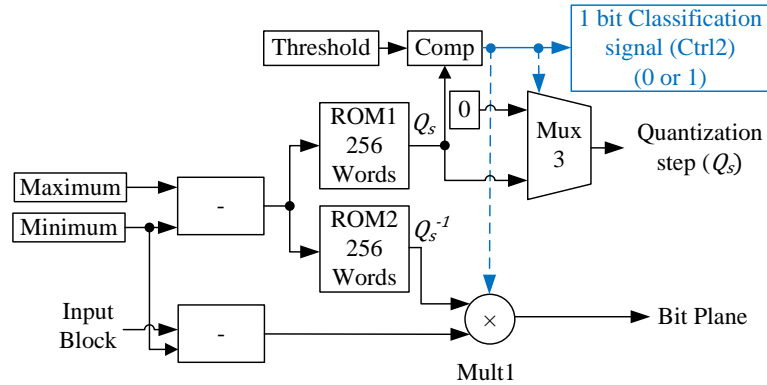 Threshold
Comp
1 bit Classification
signal (Ctrl2)
(0 or 1)
ROM1
256
Words
Qs
0
Mux
3
Quantization
step (Qs)
Maximum
Minimum
-
ROM2
256
Words
Qs-1
Input
Block
-
×
Mult1
Bit Plane